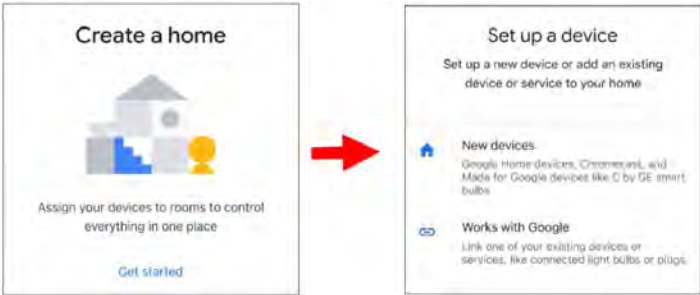 Create a home
Assign your devices to rooms to control
everything in one place
Get started
Set up a device
Set up a new device or add an existing
device or service to your home
New devices
Google Home devices, Chromecast, and
Made for Google devices like C by GE smart
bulbs
Works with Google
Link one of your existing devices or
services, like connected light bulbs or plugs.